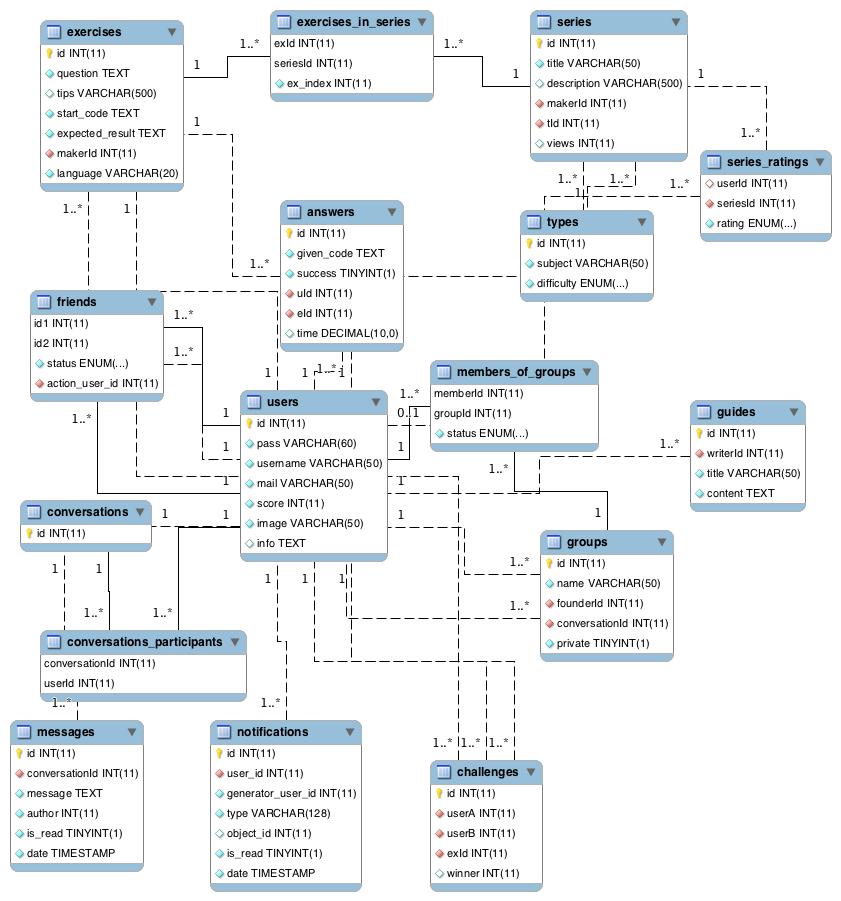 exercises
id INT(11)
question TEXT
tips VARCHAR(500)
start_code TEXT
expected_result TEXT
makerId INT(11)
language VARCHAR(20)
exercises_in_series
exId INT(11)
seriesId INT(11)
ex_index INT(11)
series
id INT(11)
title VARCHAR(50)
description VARCHAR(500)
makerId INT(11)
tId INT(11)
views INT(11)
series_ratings
userId INT(11)
seriesId INT(11)
rating ENUM(...)
1
1..*
1..*
1
1
1..*
1
1..*
1..*
1..*
1
1..*
1
1..*
answers
id INT(11)
given_code TEXT
success TINYINT(1)
uId INT(11)
eId INT(11)
time DECIMAL(10,0)
types
id INT(11)
subject VARCHAR(50)
difficulty ENUM(...)
friends
id1 INT(11)
id2 INT(11)
status ENUM(...)
action_user_id INT(11)
1..*
1..*
1..*
1
1
1..*
1
users
id INT(11)
pass VARCHAR(60)
username VARCHAR(50)
mail VARCHAR(50)
score INT(11)
image VARCHAR(50)
info TEXT
1
1
1
1
1..*
0..1
1
1
1
members_of_groups
memberId INT(11)
groupId INT(11)
status ENUM(...)
1..*
1
guides
id INT(11)
writerId INT(11)
title VARCHAR(50)
content TEXT
1..*
conversations
id INT(11)
1
1
1
1..*
1..*
groups
id INT(11)
name VARCHAR(50)
founderId INT(11)
conversationId INT(11)
private TINYINT(1)
1..*
1..*
1
1
1
conversations_participants
conversationId INT(11)
userId INT(11)
1..*
messages
id INT(11)
conversationId INT(11)
message TEXT
author INT(11)
is_read TINYINT(1)
date TIMESTAMP
1..*
notifications
id INT(11)
user_id INT(11)
generator_user_id INT(11)
type VARCHAR(128)
object_id INT(11)
is_read TINYINT(1)
date TIMESTAMP
1..*
1..*
1..*
challenges
id INT(11)
userA INT(11)
userB INT(11)
exId INT(11)
winner INT(11)